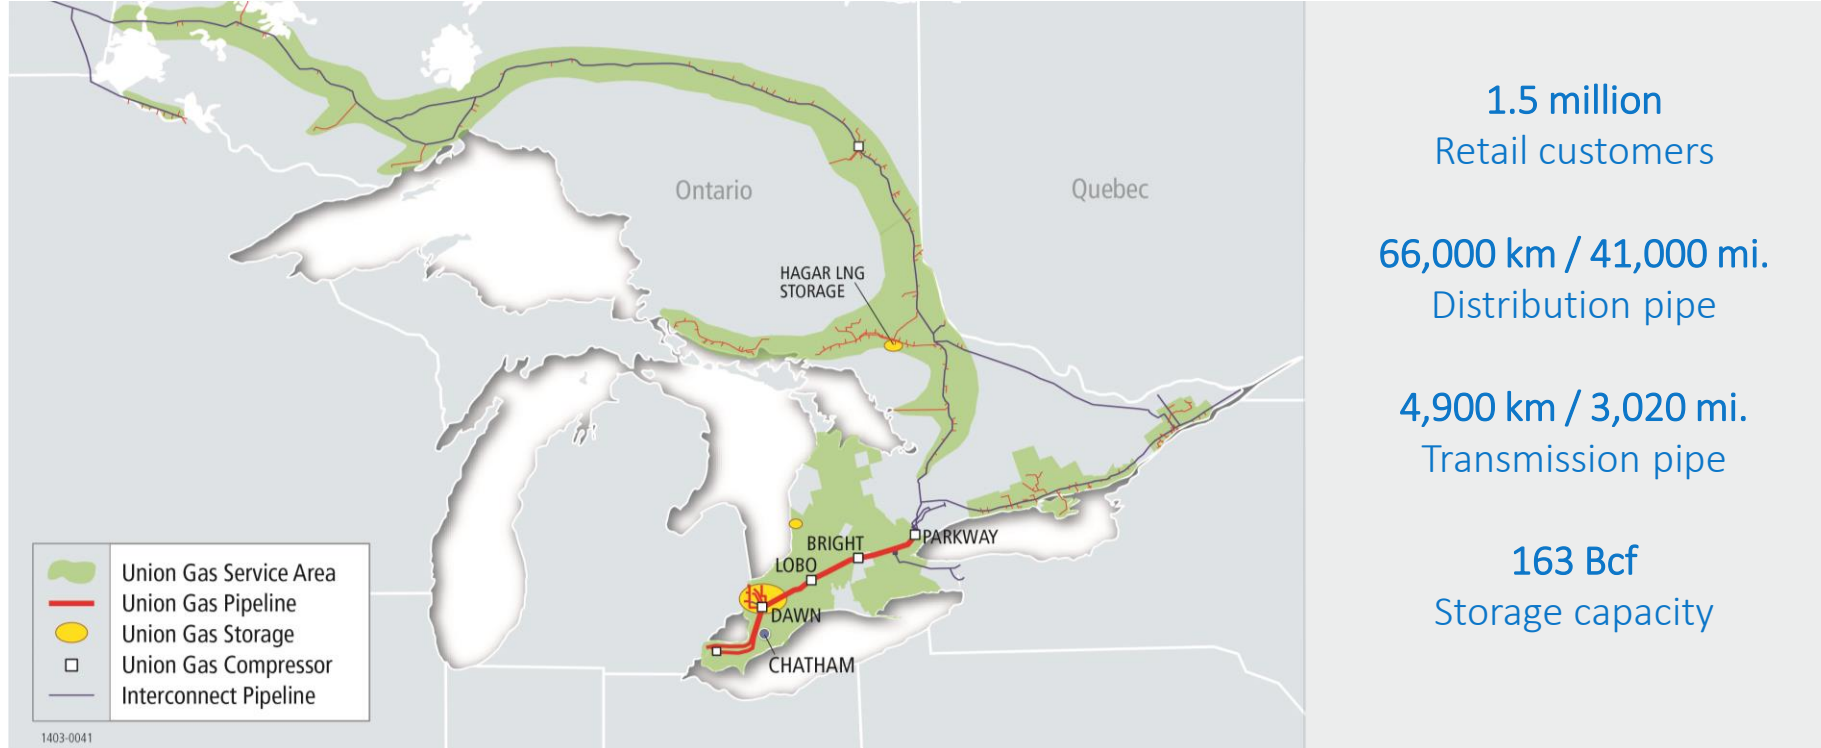 Ontario
Quebec
HAGAR LNG
STORAGE
PARKWAY
BRIGHT
LOBO
DAWN
CHATHAM
Union Gas Service Area
Union Gas Pipeline
Union Gas Storage
Union Gas Compressor
Interconnect Pipeline
1403-0041
1.5 million
Retail customers
66,000 km / 41,000 mi.
Distribution pipe
4,900 km / 3,020 mi.
Transmission pipe
163 Bcf
Storage capacity